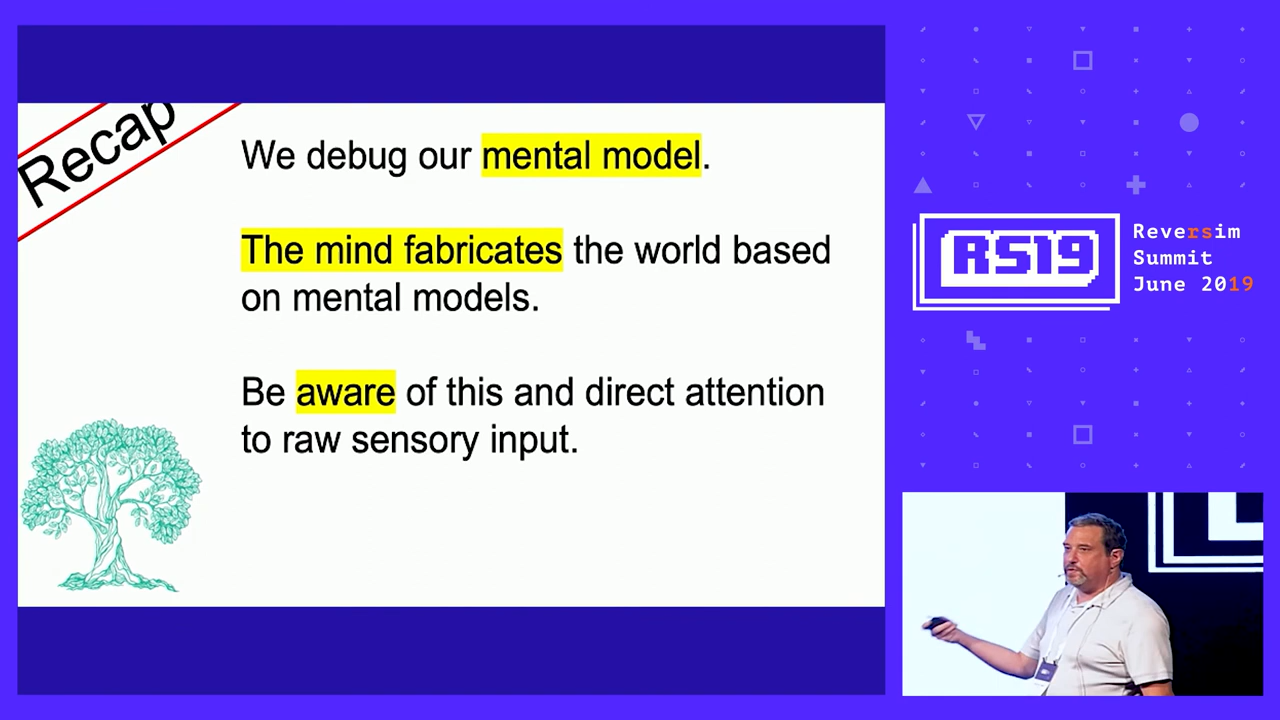 Recap
We debug our mental model.
The mind fabricates the world based
on mental models.
Be aware of this and direct attention
to raw sensory input.
RS19
Reversim
Summit
June 2019